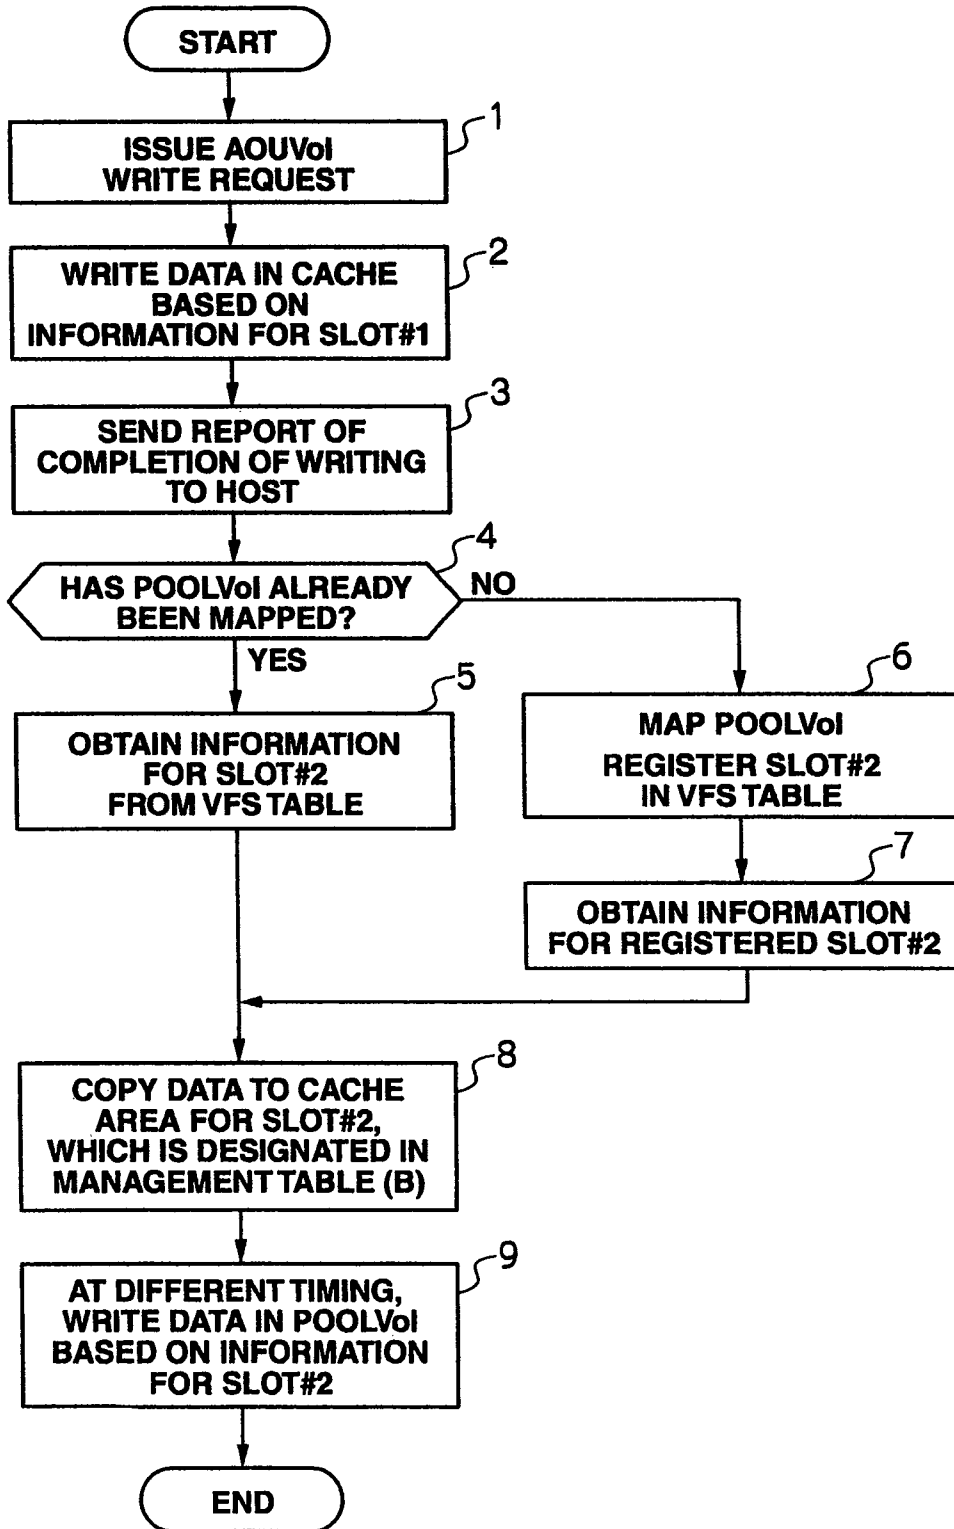 START
1
ISSUE AOUVol
WRITE REQUEST
2
WRITE DATA IN CACHE
BASED ON
INFORMATION FOR SLOT#1
3
SEND REPORT OF
COMPLETION OF WRITING
TO HOST
4
HAS POOLVol ALREADY
BEEN MAPPED?
NO
YES
5
OBTAIN INFORMATION
FOR SLOT#2
FROM VFS TABLE
6
MAP POOLVol
REGISTER SLOT#2
IN VFS TABLE
7
OBTAIN INFORMATION
FOR REGISTERED SLOT#2
8
COPY DATA TO CACHE
AREA FOR SLOT#2,
WHICH IS DESIGNATED IN
MANAGEMENT TABLE (B)
9
AT DIFFERENT TIMING,
WRITE DATA IN POOLVol
BASED ON INFORMATION
FOR SLOT#2
END